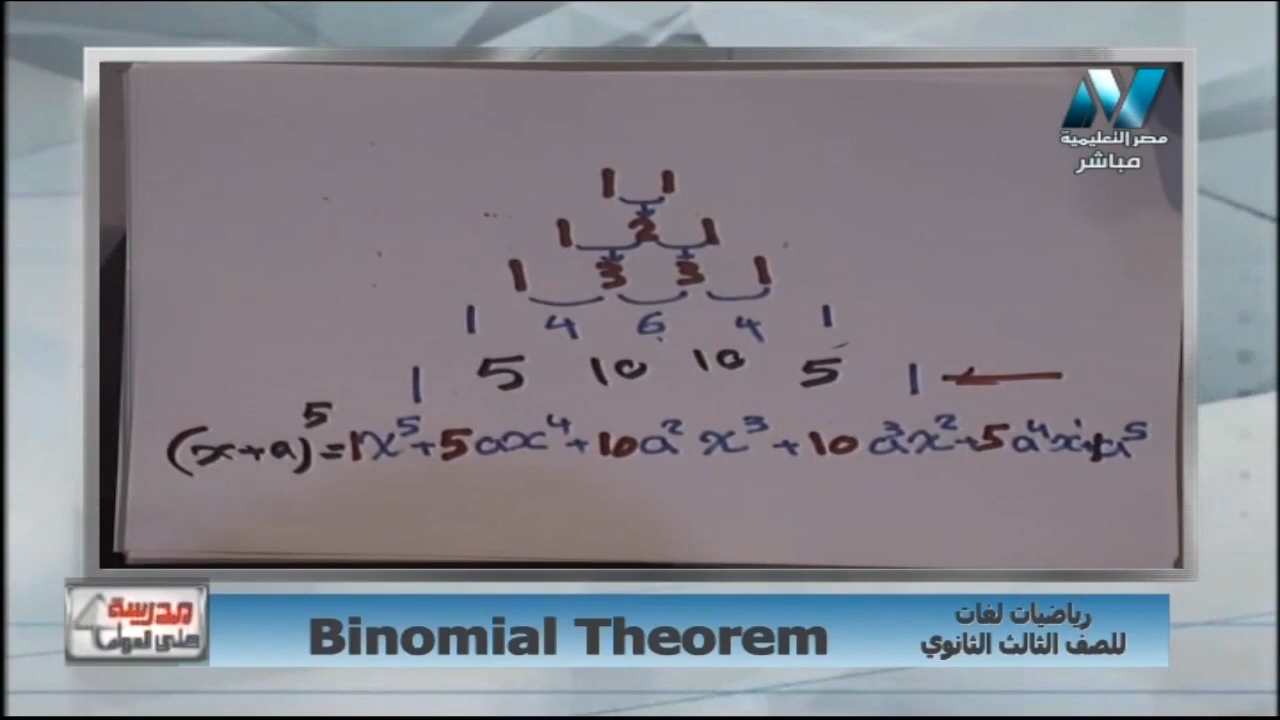 مصر التعليمية
مباشر
1 1
1 2 1
1 3 3 1
1 4 6 4 1
1 5 10 10 5 1
(x+a)⁵=1x⁵+5ax⁴+10a²x³+10a³x²+5a⁴x¹+1a⁵
مدرسة
على الهواء
Binomial Theorem
رياضيات لغات
للصف الثالث الثانوي